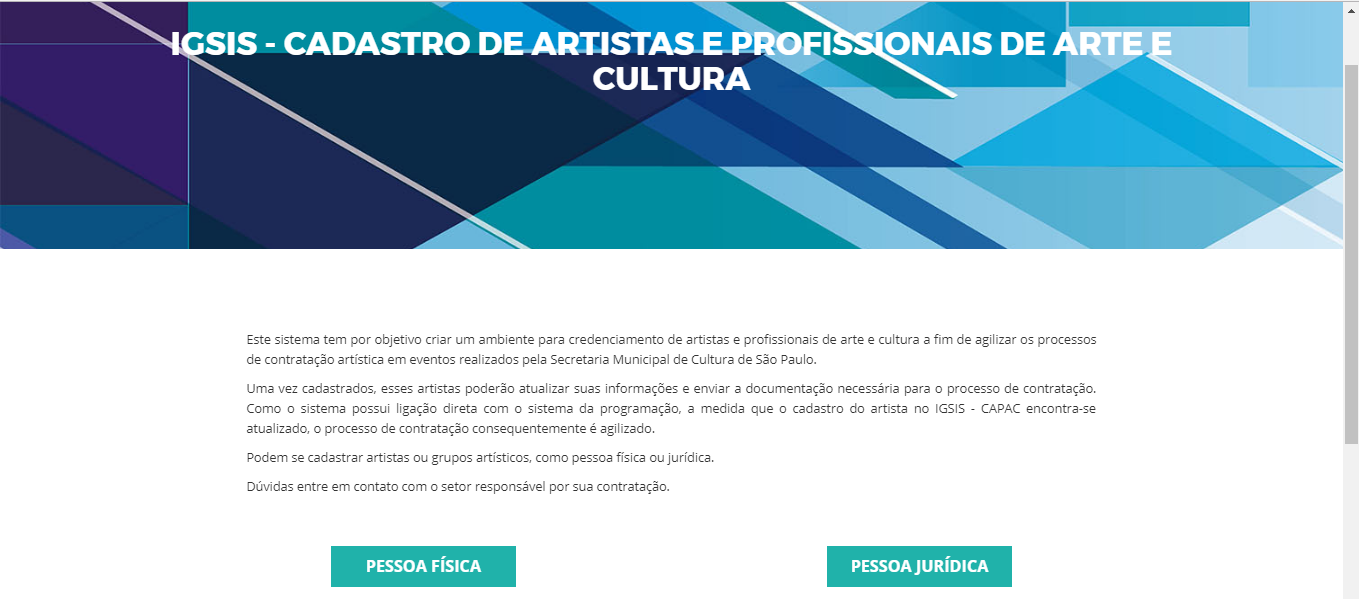 IGSIS - CADASTRO DE ARTISTAS E PROFISSIONAIS DE ARTE E
CULTURA
Este sistema tem por objetivo criar um ambiente para credenciamento de artistas e profissionais de arte e cultura a fim de agilizar os processos
de contratação artística em eventos realizados pela Secretaria Municipal de Cultura de São Paulo.
Uma vez cadastrados, esses artistas poderão atualizar suas informações e enviar a documentação necessária para o processo de contratação.
Como o sistema possui ligação direta com o sistema da programação, a medida que o cadastro do artista no IGSIS - CAPAC encontra-se
atualizado, o processo de contratação consequentemente é agilizado.
Podem se cadastrar artistas ou grupos artísticos, como pessoa física ou jurídica.
Dúvidas entre em contato com o setor responsável por sua contratação.
PESSOA FÍSICA
PESSOA JURÍDICA